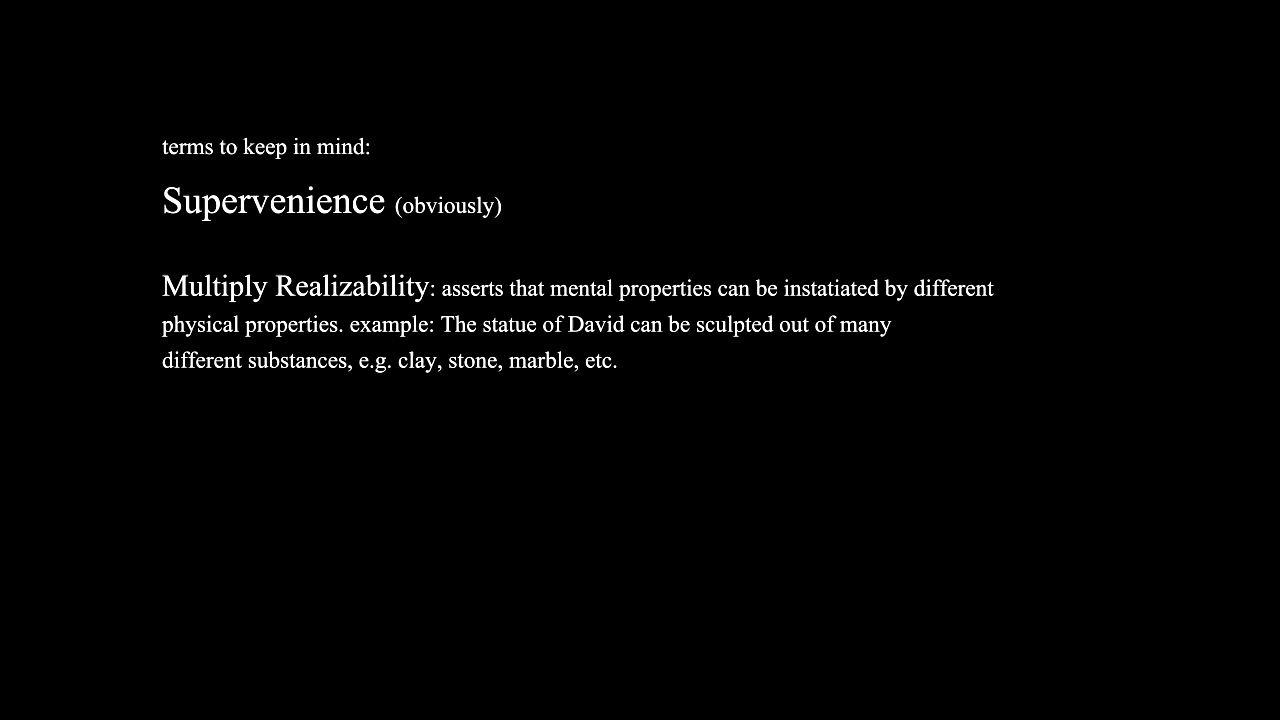 terms to keep in mind:
Supervenience (obviously)
Multiply Realizability: asserts that mental properties can be instatiated by different
physical properties. example: The statue of David can be sculpted out of many
different substances, e.g. clay, stone, marble, etc.